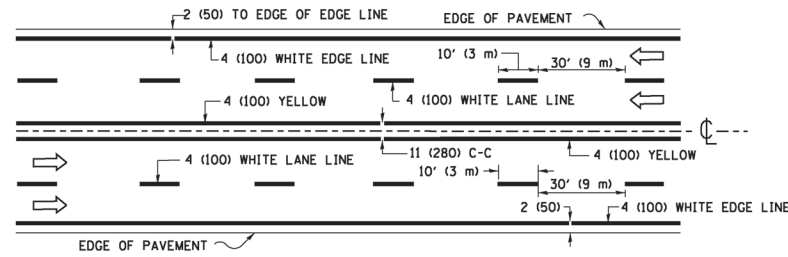 2 (50) TO EDGE OF EDGE LINE
EDGE OF PAVEMENT
4 (100) WHITE EDGE LINE
10' (3 m)
30' (9 m)
4 (100) YELLOW
4 (100) WHITE LANE LINE
℄
4 (100) WHITE LANE LINE
11 (280) C-C
4 (100) YELLOW
10' (3 m)
30' (9 m)
2 (50)
4 (100) WHITE EDGE LINE
EDGE OF PAVEMENT